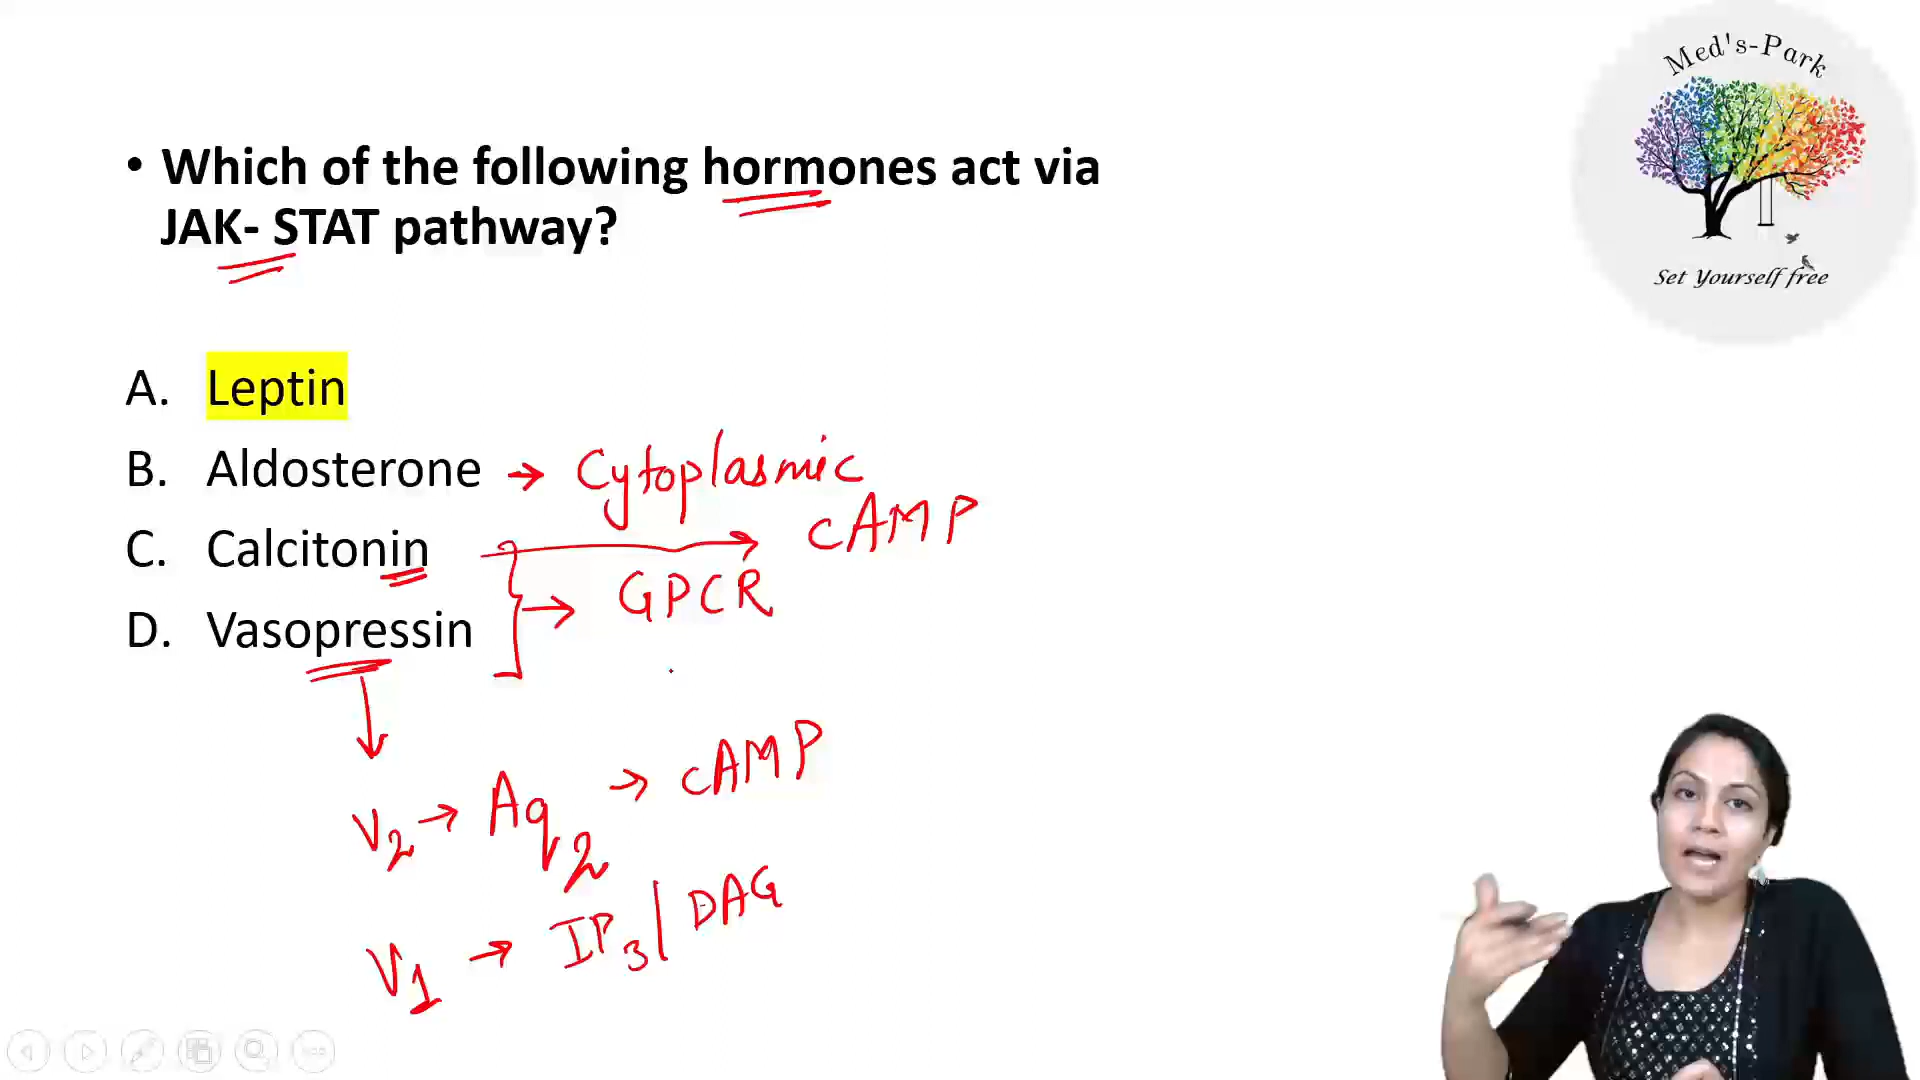 Med's-Park
Set Yourself free
• Which of the following hormones act via
JAK- STAT pathway?
A. Leptin
B. Aldosterone → Cytoplasmic
C. Calcitonin → cAMP
→ GPCR
D. Vasopressin
V2 → Aq2 → cAMP
V1 → IP3/DAG